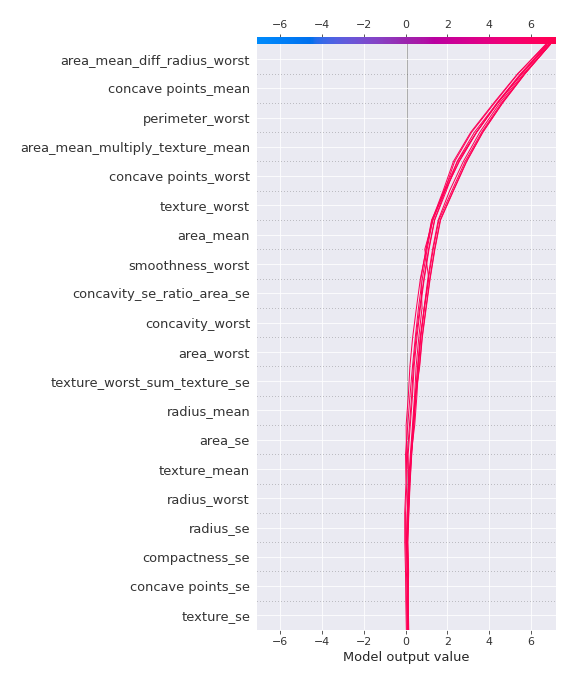 −6 −4 −2 0 2 4 6
area_mean_diff_radius_worst
concave points_mean
perimeter_worst
area_mean_multiply_texture_mean
concave points_worst
texture_worst
area_mean
smoothness_worst
concavity_se_ratio_area_se
concavity_worst
area_worst
texture_worst_sum_texture_se
radius_mean
area_se
texture_mean
radius_worst
radius_se
compactness_se
concave points_se
texture_se
−6 −4 −2 0 2 4 6
Model output value